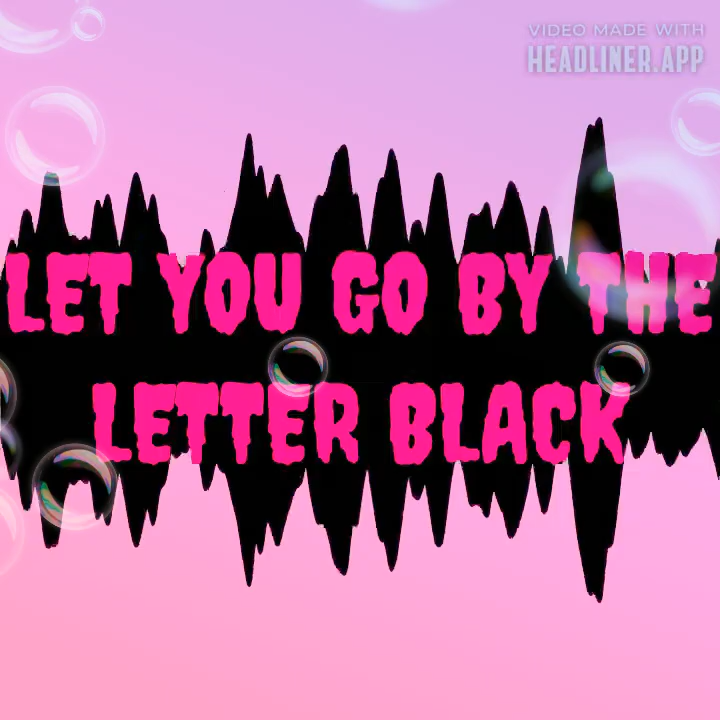 VIDEO MADE WITH
HEADLINER.APP
LET YOU GO BY THE
LETTER BLACK